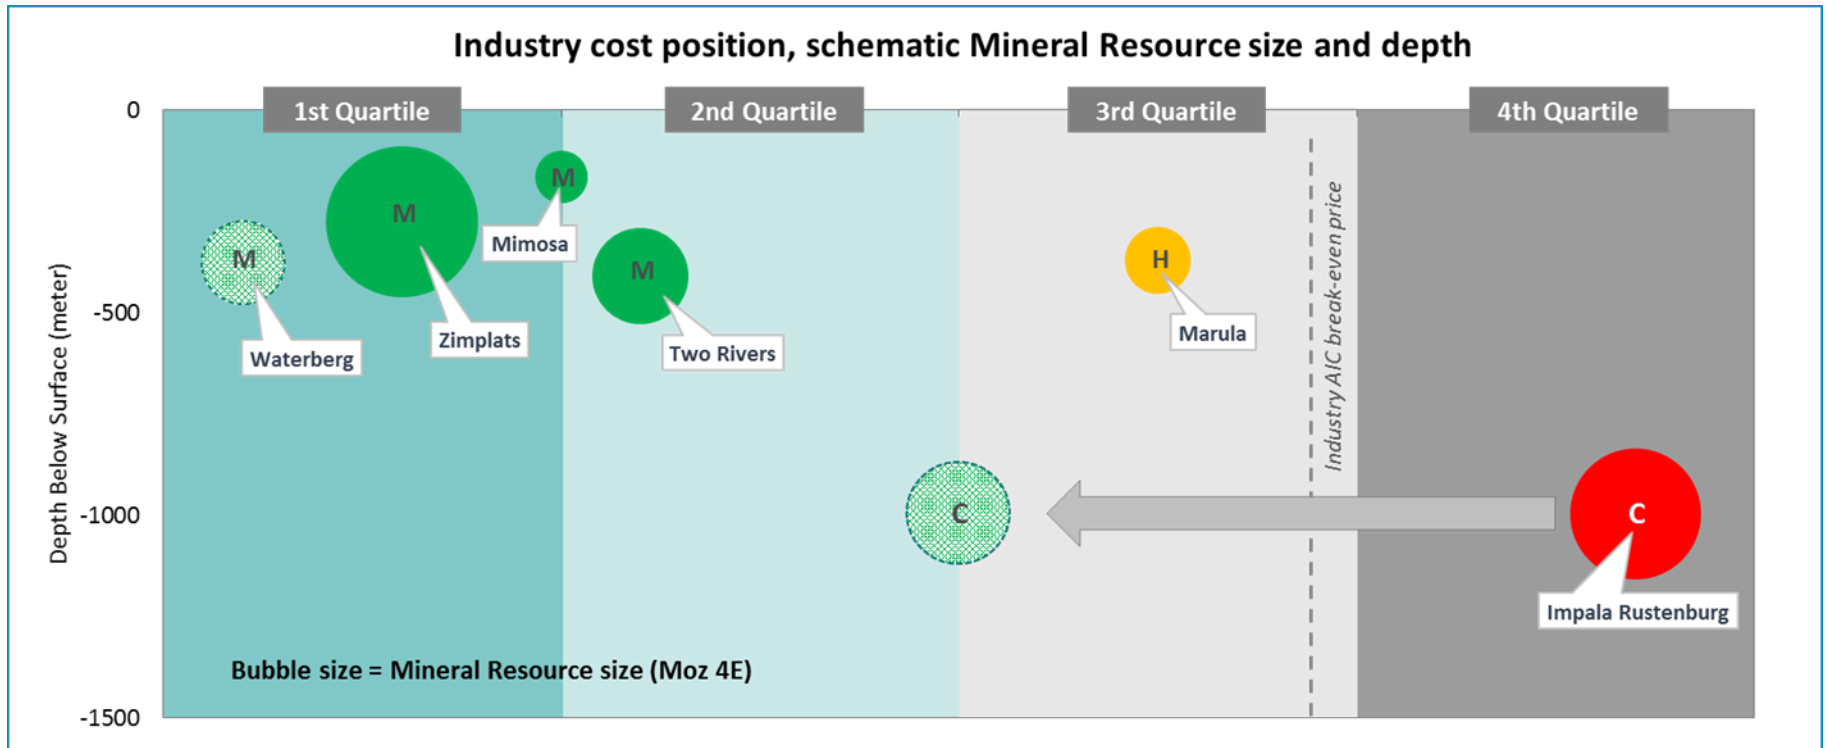 Industry cost position, schematic Mineral Resource size and depth
1st Quartile
2nd Quartile
3rd Quartile
4th Quartile
0
-500
-1000
-1500
Depth Below Surface (meter)
M
M
M
M
H
C
C
Waterberg
Zimplats
Mimosa
Two Rivers
Marula
Impala Rustenburg
Industry AIC break-even price
Bubble size = Mineral Resource size (Moz 4E)